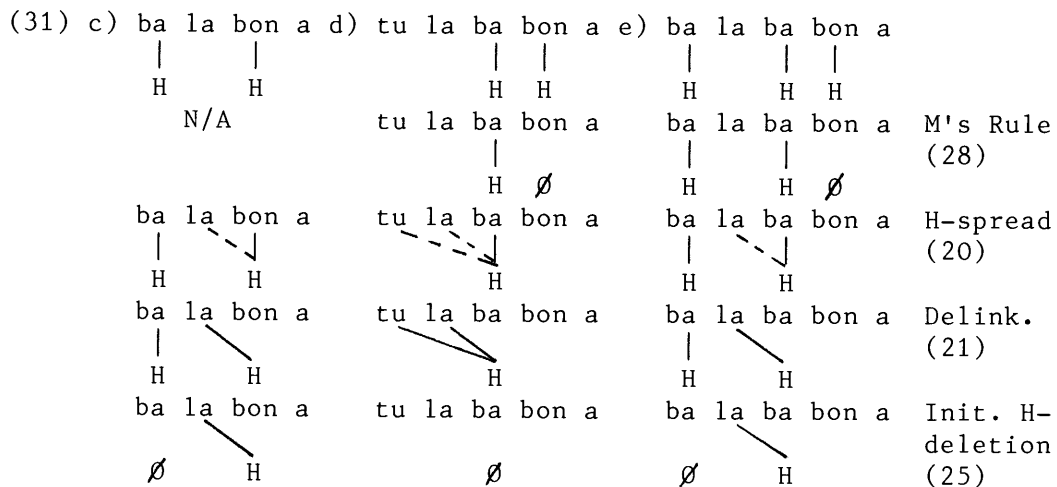 (31) c) ba la bon a d) tu la ba bon a e) ba la ba bon a
H H H H H H H
N/A tu la ba bon a ba la ba bon a M's Rule
(28)
H Ø H H Ø
ba la bon a tu la ba bon a ba la ba bon a H-spread
(20)
H H H H H
ba la bon a tu la ba bon a ba la ba bon a Delink.
(21)
H H H H H
ba la bon a tu la ba bon a ba la ba bon a Init. H-
deletion
Ø H Ø Ø H (25)